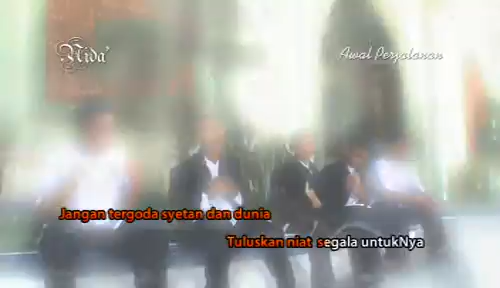 Nida'
Awal Perjalanan
Jangan tergoda syetan dan dunia
Tuluskan niat segala untukNya